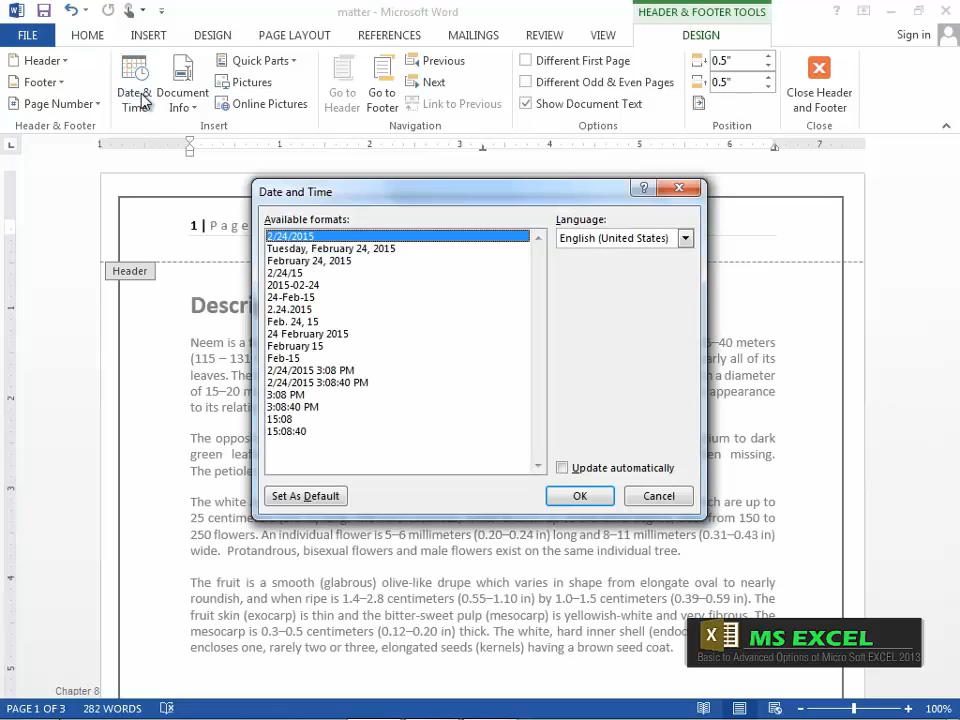 matter - Microsoft Word
HEADER & FOOTER TOOLS
FILE HOME INSERT DESIGN PAGE LAYOUT REFERENCES MAILINGS REVIEW VIEW DESIGN Sign in
Header
Footer
Page Number
Header & Footer
Date &
Time
Document
Info
Quick Parts
Pictures
Online Pictures
Insert
Go to
Header
Go to
Footer
Previous
Next
Link to Previous
Navigation
Different First Page
Different Odd & Even Pages
Show Document Text
Options
0.5"
0.5"
Position
Close Header
and Footer
Close
1 1 2 3 4 5 6 7
1 | P a g e
Header
Descri
Date and Time
Available formats:
2/24/2015
Tuesday, February 24, 2015
February 24, 2015
2/24/15
2015-02-24
24-Feb-15
2.24.2015
Feb. 24, 15
24 February 2015
February 15
Feb-15
2/24/2015 3:08 PM
2/24/2015 3:08:40 PM
3:08 PM
3:08:40 PM
15:08
15:08:40
Language:
English (United States)
Update automatically
Set As Default
OK
Cancel
Neem is a –40 meters
(115 – 131 rly all of its
leaves. The a diameter
of 15–20 m appearance
to its relati
The oppos ium to dark
green leaf en missing.
The petiol
The white a ch are up to
25 centime from 150 to
250 flowers. An individual flower is 5–6 millimeters (0.20–0.24 in) long and 8–11 millimeters (0.31–0.43 in)
wide. Protandrous, bisexual flowers and male flowers exist on the same individual tree.
The fruit is a smooth (glabrous) olive-like drupe which varies in shape from elongate oval to nearly
roundish, and when ripe is 1.4–2.8 centimeters (0.55–1.10 in) by 1.0–1.5 centimeters (0.39–0.59 in). The
fruit skin (exocarp) is thin and the bitter-sweet pulp (mesocarp) is yellowish-white and very fibrous. The
mesocarp is 0.3–0.5 centimeters (0.12–0.20 in) thick. The white, hard inner shell (endoc
encloses one, rarely two or three, elongated seeds (kernels) having a brown seed coat.
MS EXCEL
Basic to Advanced Options of Micro Soft EXCEL 2013
Chapter 8
PAGE 1 OF 3 282 WORDS 100%